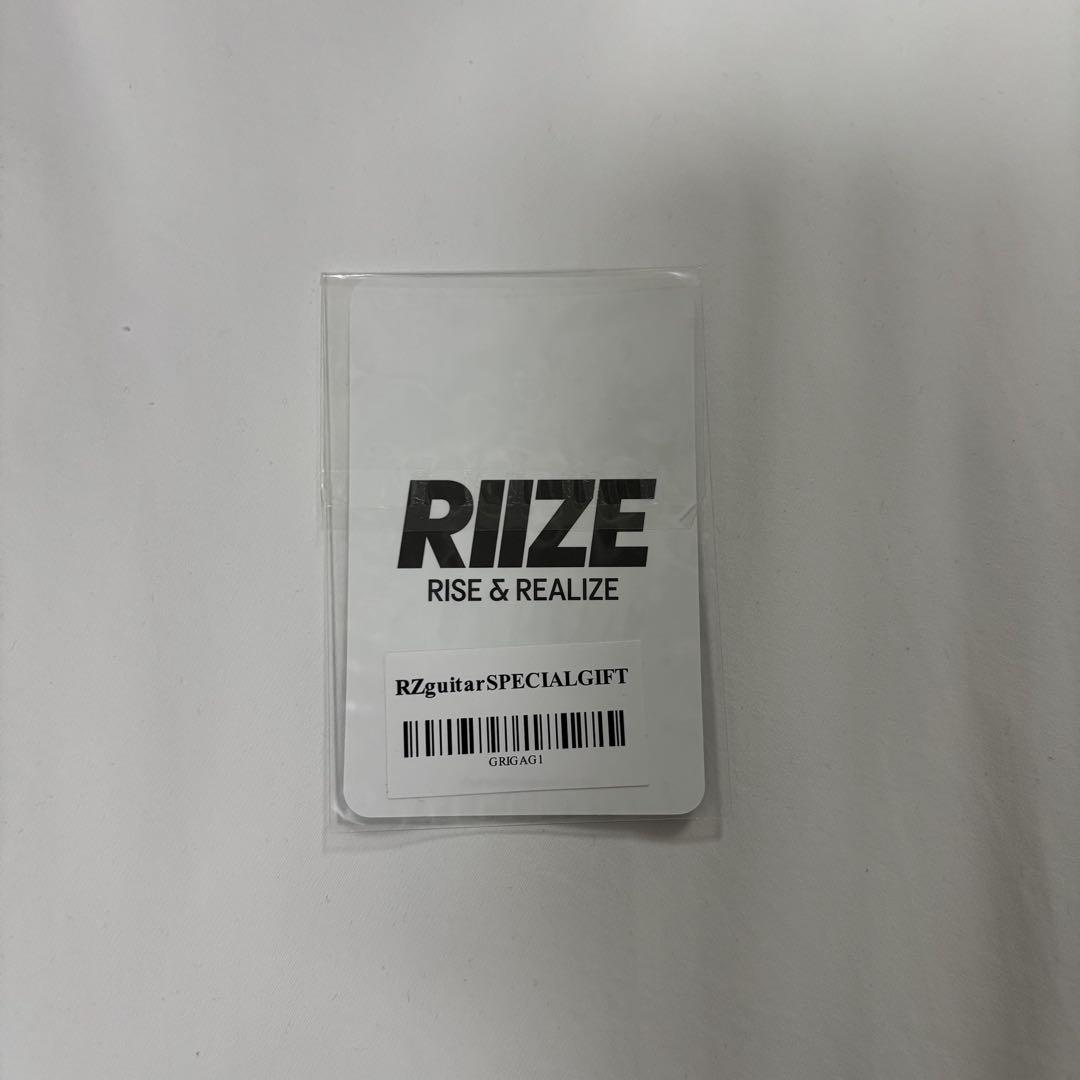 RIIZE
RISE & REALIZE
RZguitarSPECIALGIFT
GRIGAG1